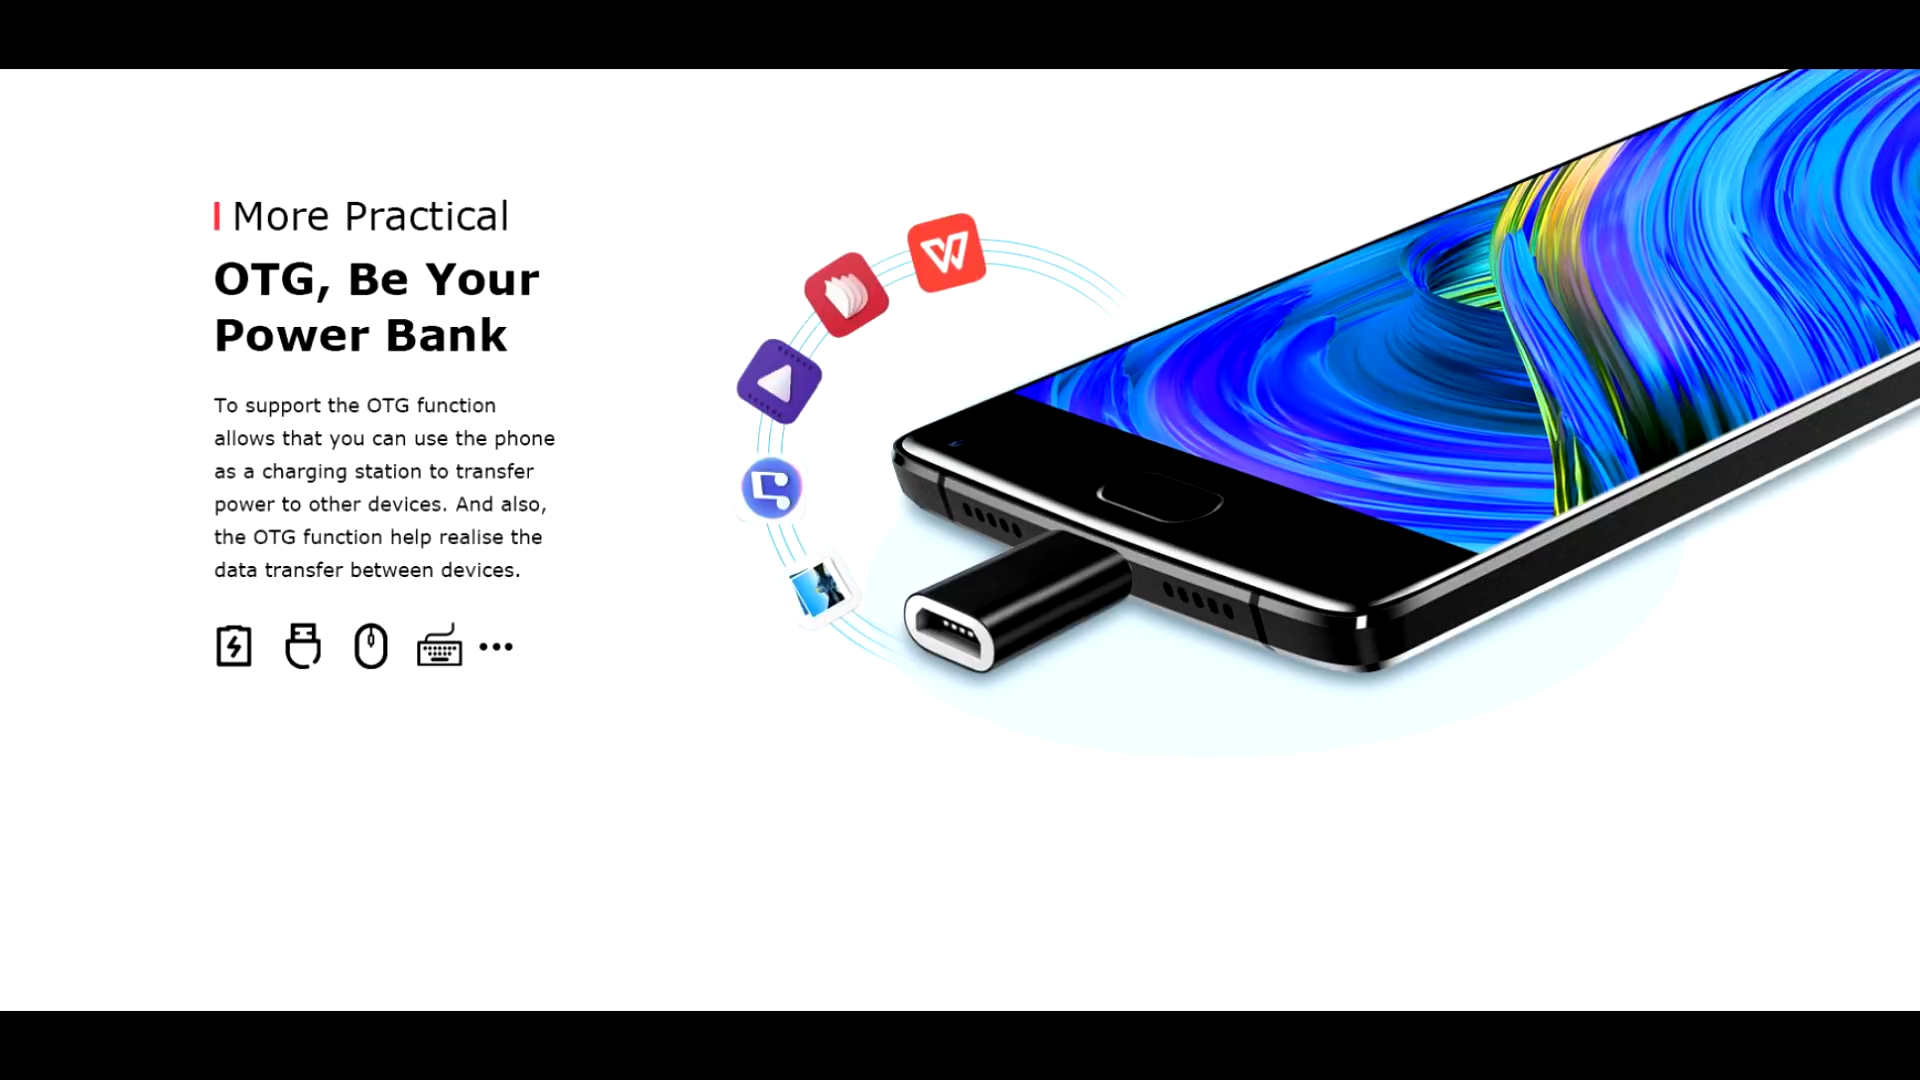 More Practical
OTG, Be Your
Power Bank
To support the OTG function
allows that you can use the phone
as a charging station to transfer
power to other devices. And also,
the OTG function help realise the
data transfer between devices.